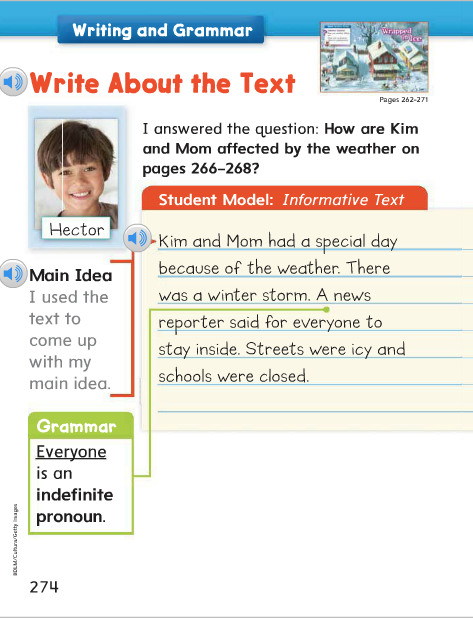 Writing and Grammar
Write About the Text
Wrapped
in Ice
Pages 262–271
I answered the question: How are Kim
and Mom affected by the weather on
pages 266–268?
Hector
Student Model: Informative Text
Kim and Mom had a special day
because of the weather. There
was a winter storm. A news
reporter said for everyone to
stay inside. Streets were icy and
schools were closed.
Main Idea
I used the
text to
come up
with my
main idea.
Grammar
Everyone
is an
indefinite
pronoun.
274